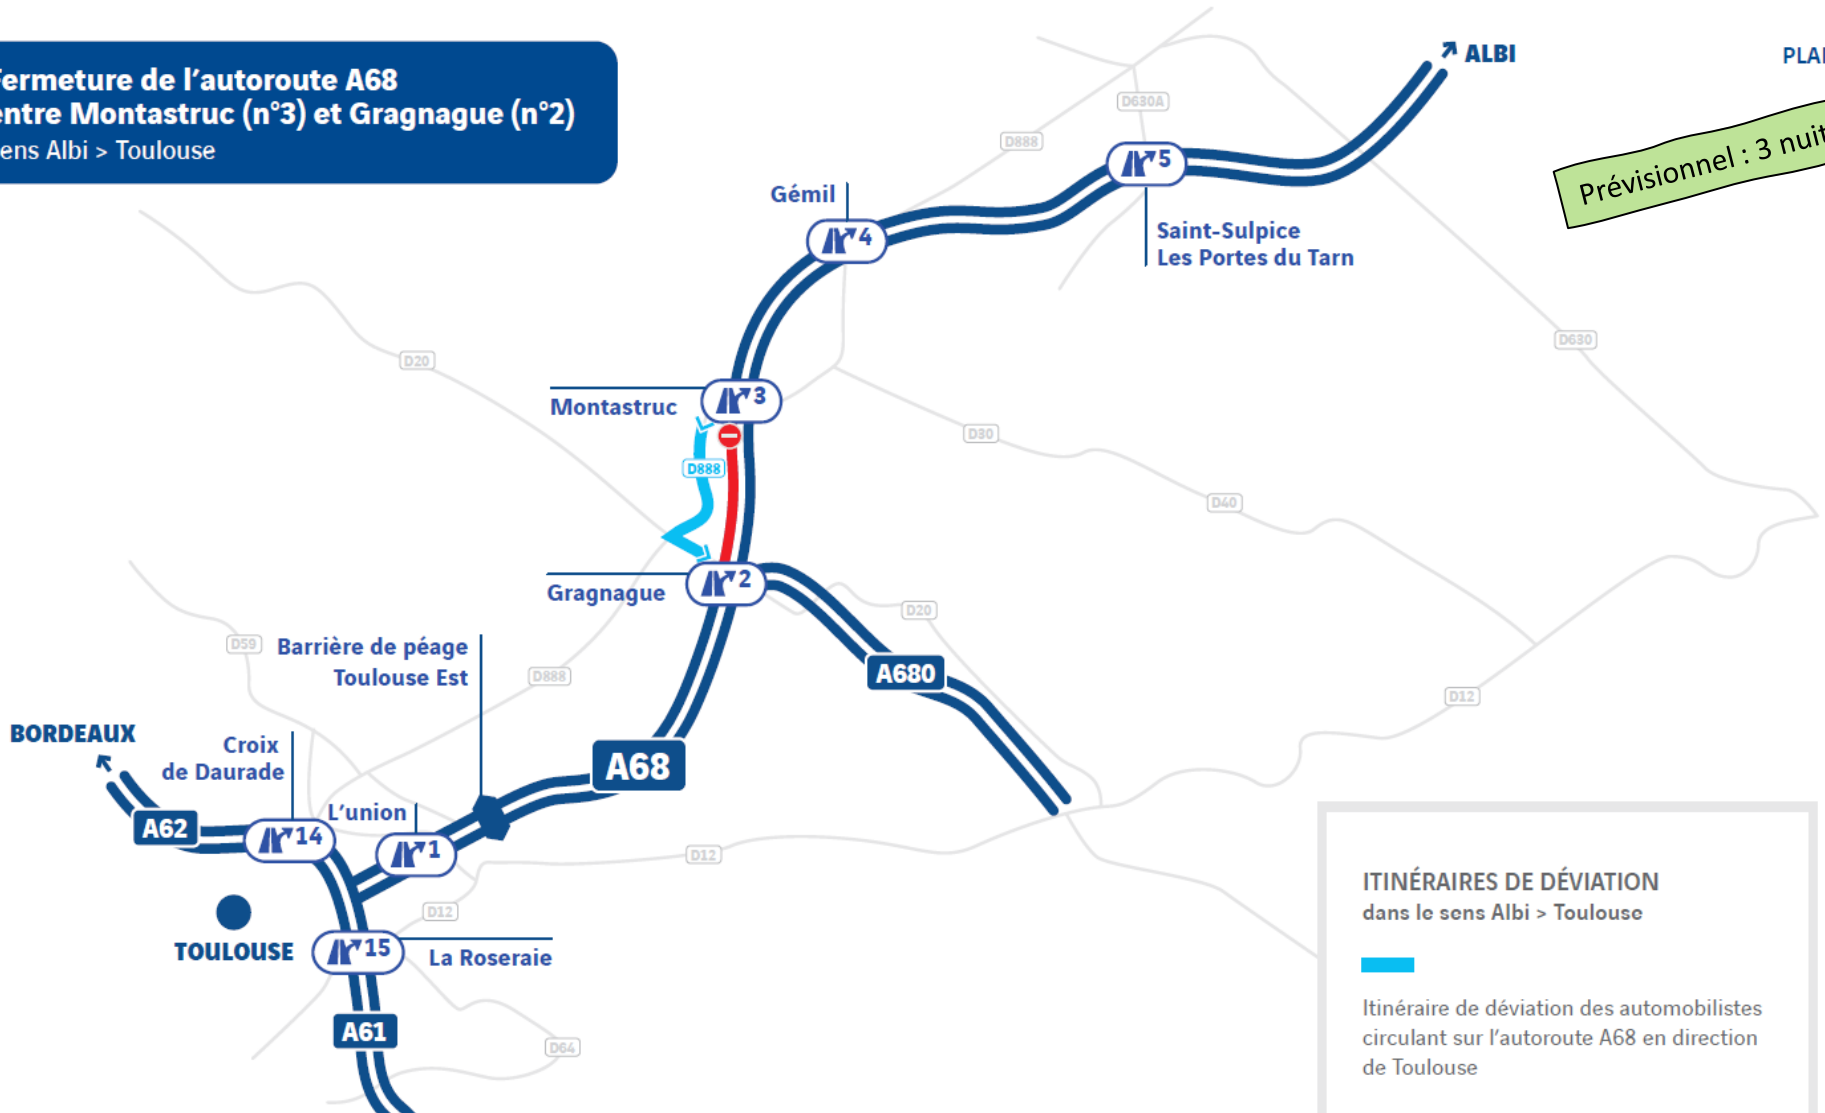 Fermeture de l'autoroute A68
entre Montastruc (n°3) et Gragnague (n°2)
sens Albi > Toulouse
ALBI
PLAN
Prévisionnel : 3 nuit
D630A
D888
5
Gémil
4
Saint-Sulpice
Les Portes du Tarn
D630
D20
3
Montastruc
D30
D888
D40
2
Gragnague
D20
D59
Barrière de péage
Toulouse Est
D888
A680
D12
BORDEAUX
Croix
de Daurade
A68
L'union
A62
14
1
D12
D12
TOULOUSE
15
La Roseraie
A61
D64
ITINÉRAIRES DE DÉVIATION
dans le sens Albi > Toulouse
Itinéraire de déviation des automobilistes
circulant sur l'autoroute A68 en direction
de Toulouse